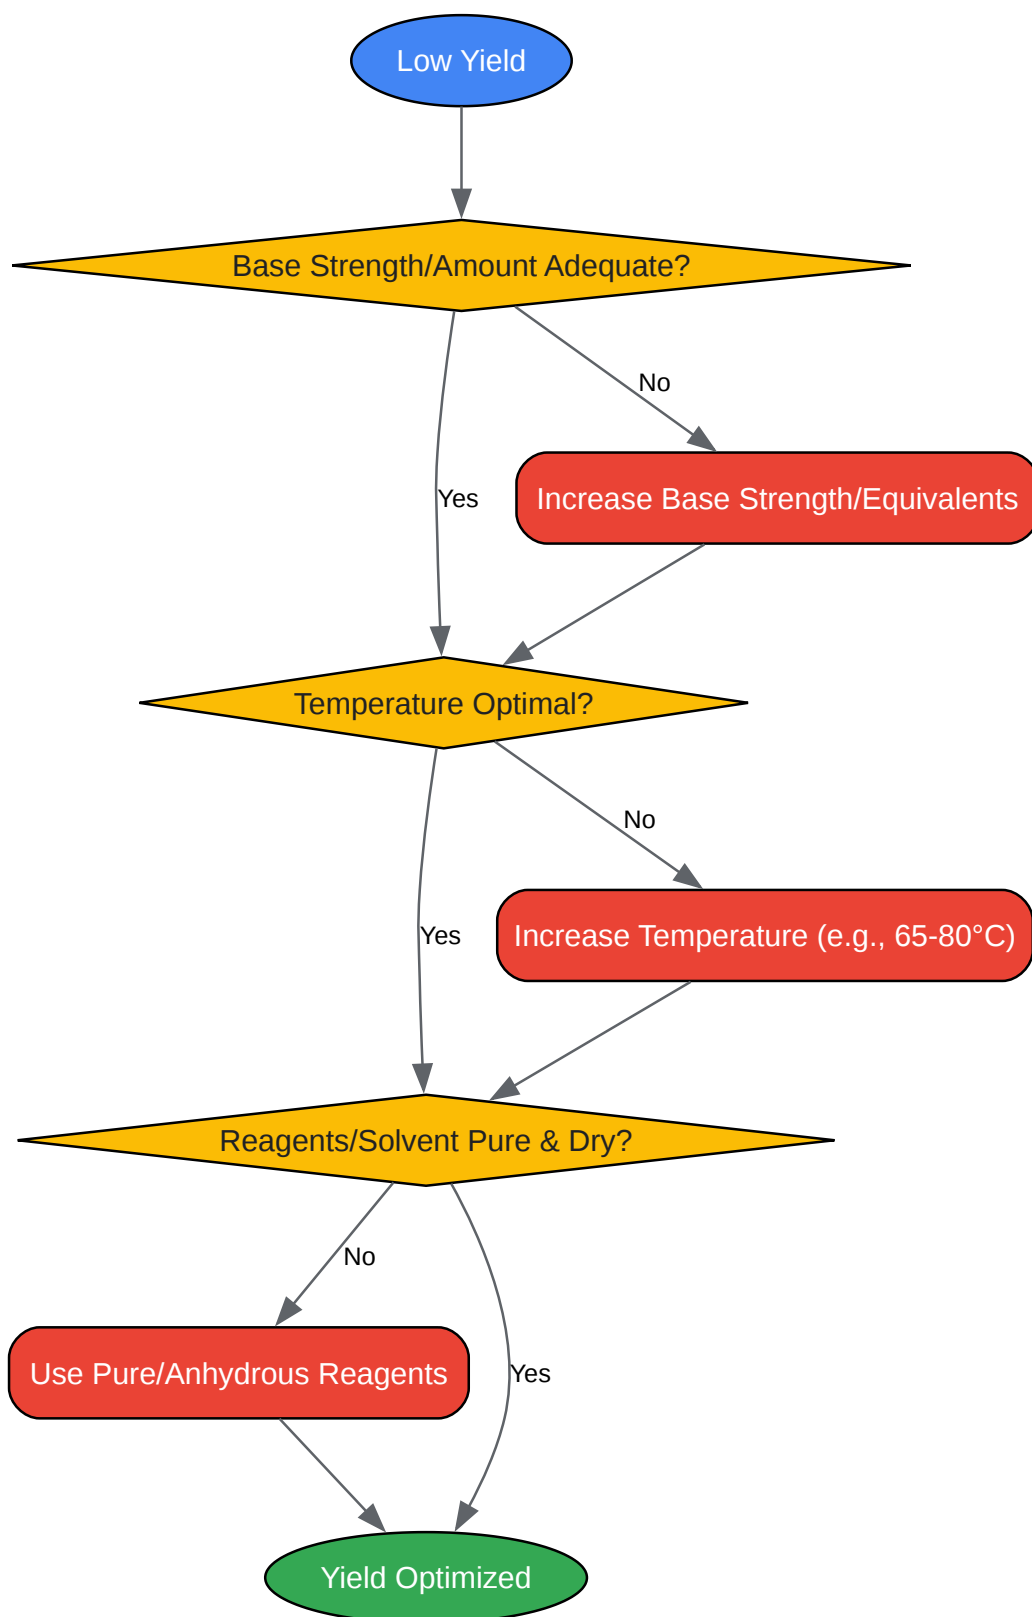 Low Yield
Base Strength/Amount Adequate?
No
Yes
Increase Base Strength/Equivalents
Temperature Optimal?
No
Yes
Increase Temperature (e.g., 65-80°C)
Reagents/Solvent Pure & Dry?
No
Use Pure/Anhydrous Reagents
Yes
Yield Optimized